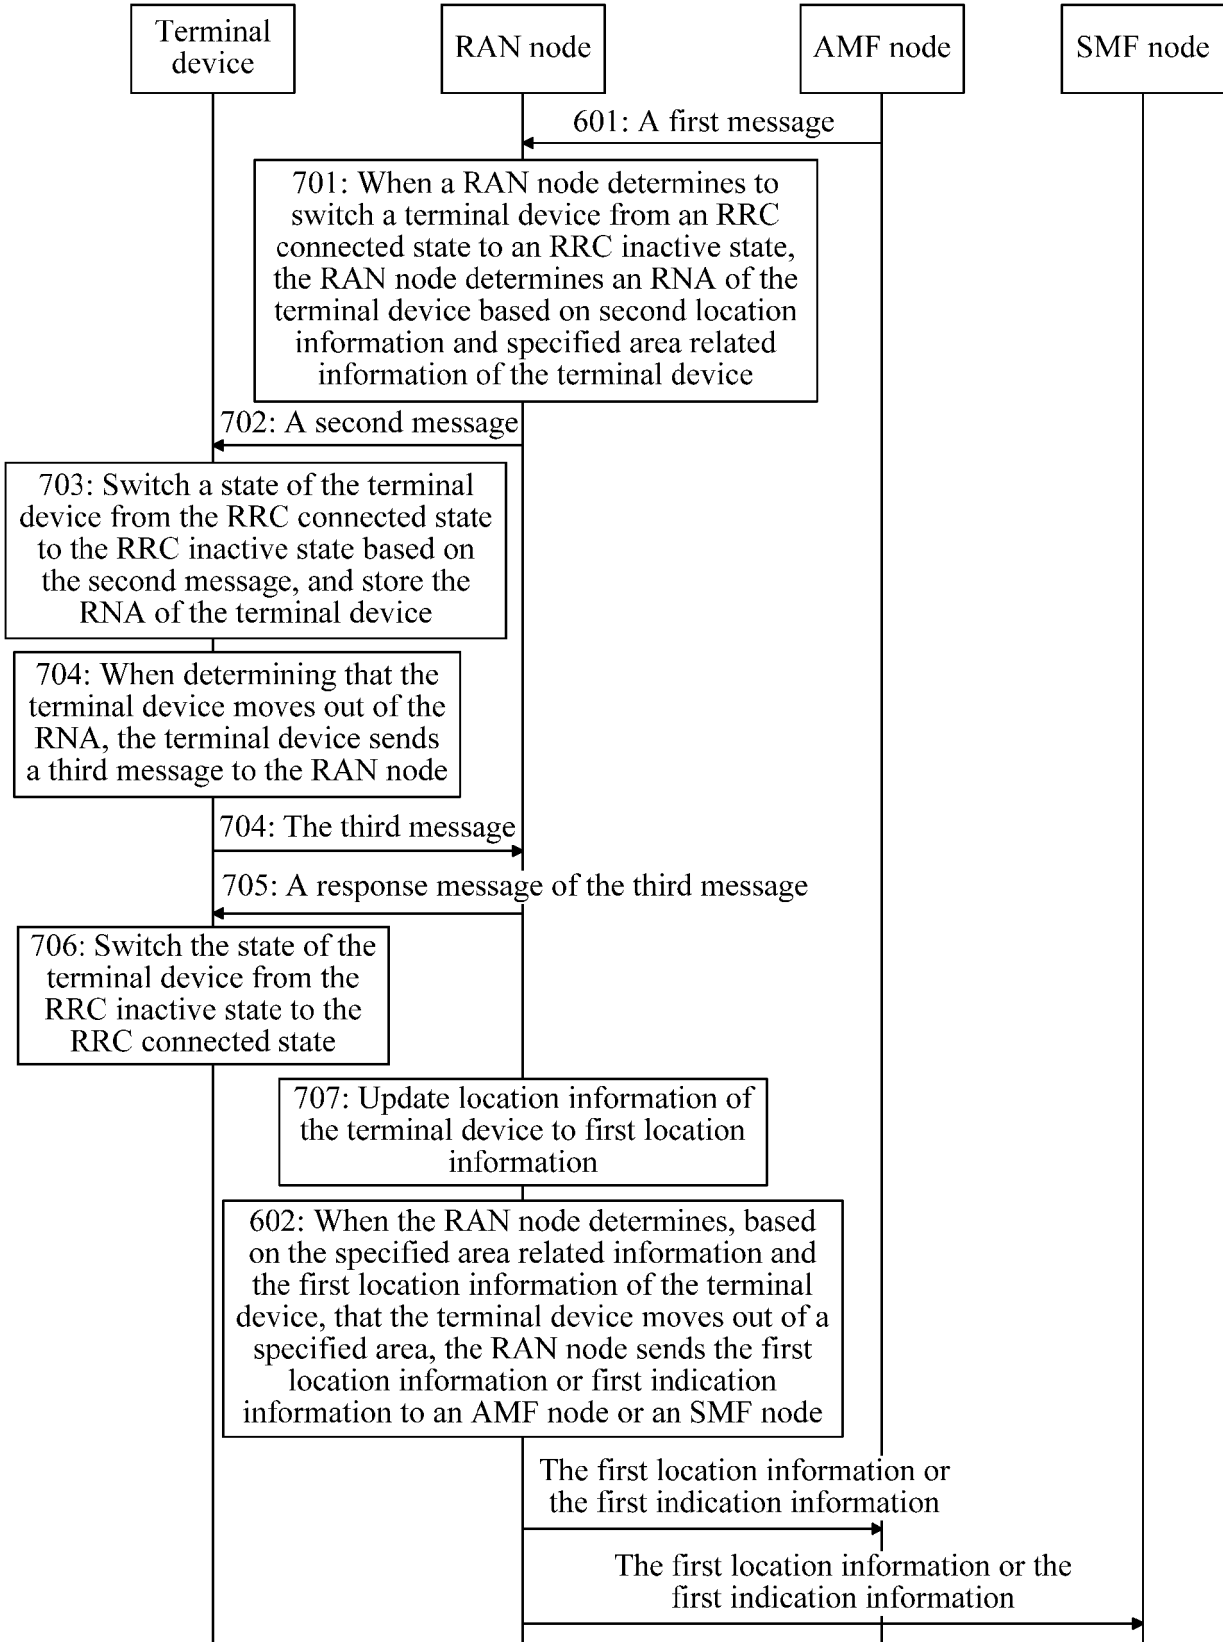 Terminal
device
RAN node
AMF node
SMF node
601: A first message
701: When a RAN node determines to
switch a terminal device from an RRC
connected state to an RRC inactive state,
the RAN node determines an RNA of the
terminal device based on second location
information and specified area related
information of the terminal device
702: A second message
703: Switch a state of the terminal
device from the RRC connected state
to the RRC inactive state based on
the second message, and store the
RNA of the terminal device
704: When determining that the
terminal device moves out of the
RNA, the terminal device sends
a third message to the RAN node
704: The third message
705: A response message of the third message
706: Switch the state of the
terminal device from the
RRC inactive state to the
RRC connected state
707: Update location information of
the terminal device to first location
information
602: When the RAN node determines, based
on the specified area related information and
the first location information of the terminal
device, that the terminal device moves out of a
specified area, the RAN node sends the first
location information or first indication
information to an AMF node or an SMF node
The first location information or
the first indication information
The first location information or the
first indication information